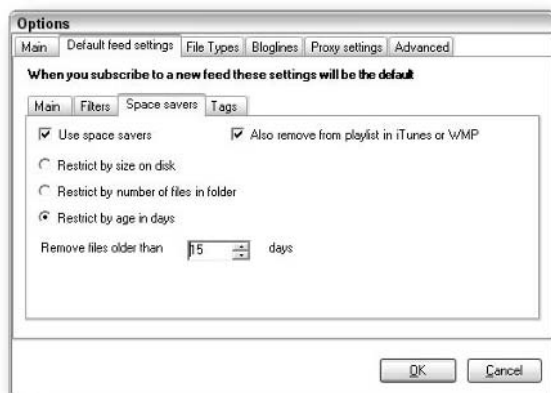 Options
Main Default feed settings File Types Bloglines Proxy settings Advanced
When you subscribe to a new feed these settings will be the default
Main Filters Space savers Tags
Use space savers Also remove from playlist in iTunes or WMP
Restrict by size on disk
Restrict by number of files in folder
Restrict by age in days
Remove files older than 15 days
OK Cancel